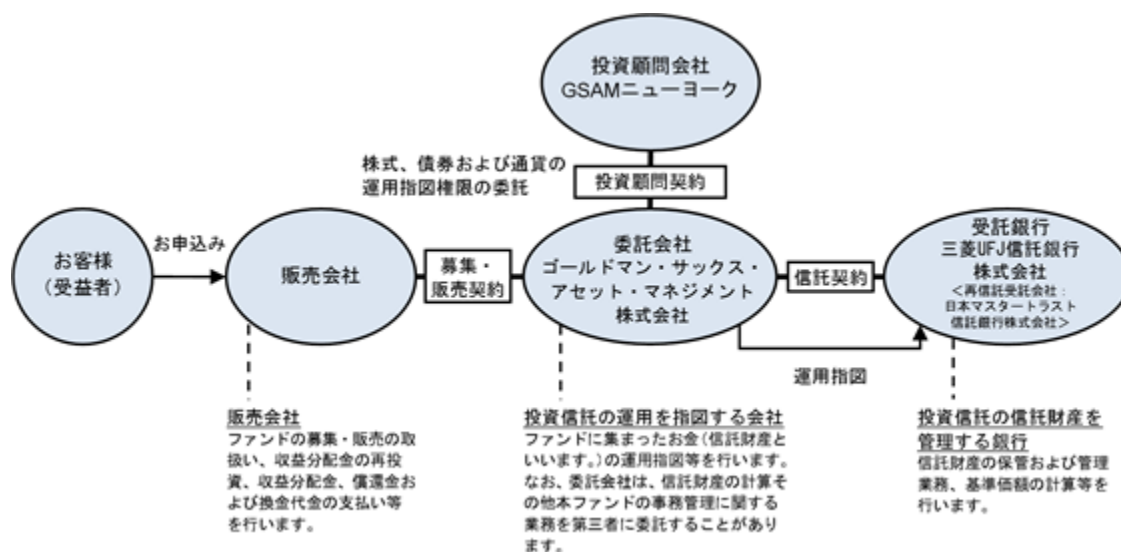 投資顧問会社
GSAMニューヨーク
株式、債券および通貨の
運用指図権限の委託
投資顧問契約
お客様
（受益者）
お申込み
販売会社
募集・
販売契約
委託会社
ゴールドマン・サックス・
アセット・マネジメント
株式会社
信託契約
受託銀行
三菱UFJ信託銀行
株式会社
＜再信託受託会社：
日本マスタートラスト
信託銀行株式会社＞
運用指図
販売会社
ファンドの募集・販売の取
扱い、収益分配金の再投
資、収益分配金、償還金お
よび換金代金の支払い等
を行います。
投資信託の運用を指図する会社
ファンドに集まったお金（信託財産と
いいます。）の運用指図等を行います。
なお、委託会社は、信託財産の計算そ
の他本ファンドの事務管理に関する
業務を第三者に委託することがあり
ます。
投資信託の信託財産を
管理する銀行
信託財産の保管および管理
業務、基準価額の計算等を
行います。